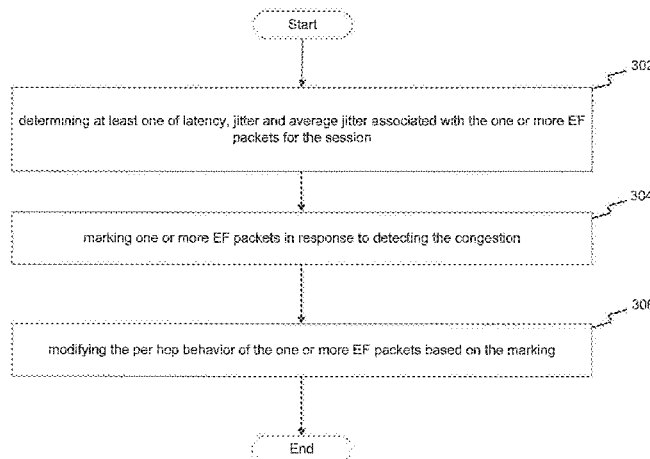 Start
302
determining at least one of latency, jitter and average jitter associated with the one or more EF
packets for the session
304
marking one or more EF packets in response to detecting the congestion
306
modifying the per hop behavior of the one or more EF packets based on the marking
End